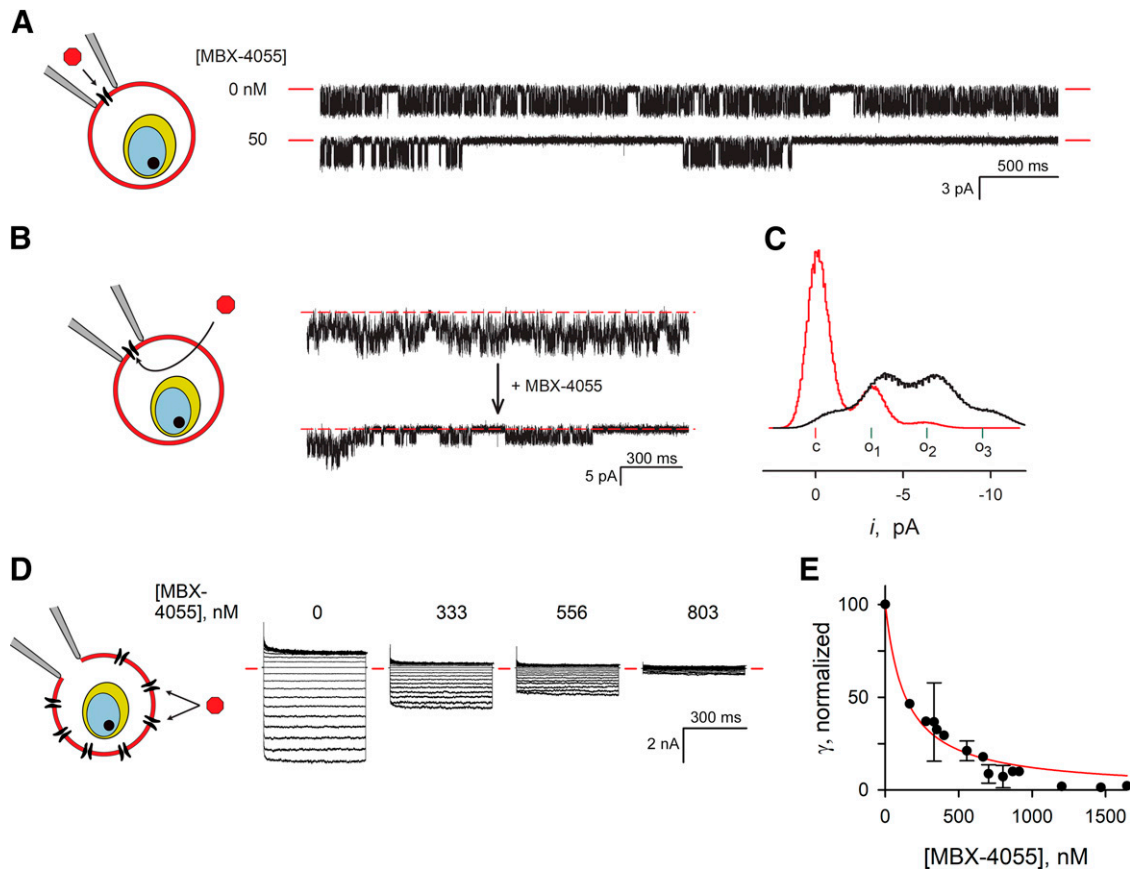 A
[MBX-4055]
0 nM
50
500 ms
3 pA
B
+ MBX-4055
300 ms
5 pA
C
c
o1
o2
o3
0
-5
-10
i, pA
D
[MBX-
4055], nM
0
333
556
803
300 ms
2 nA
E
γ, normalized
100
50
0
0
500
1000
1500
[MBX-4055], nM